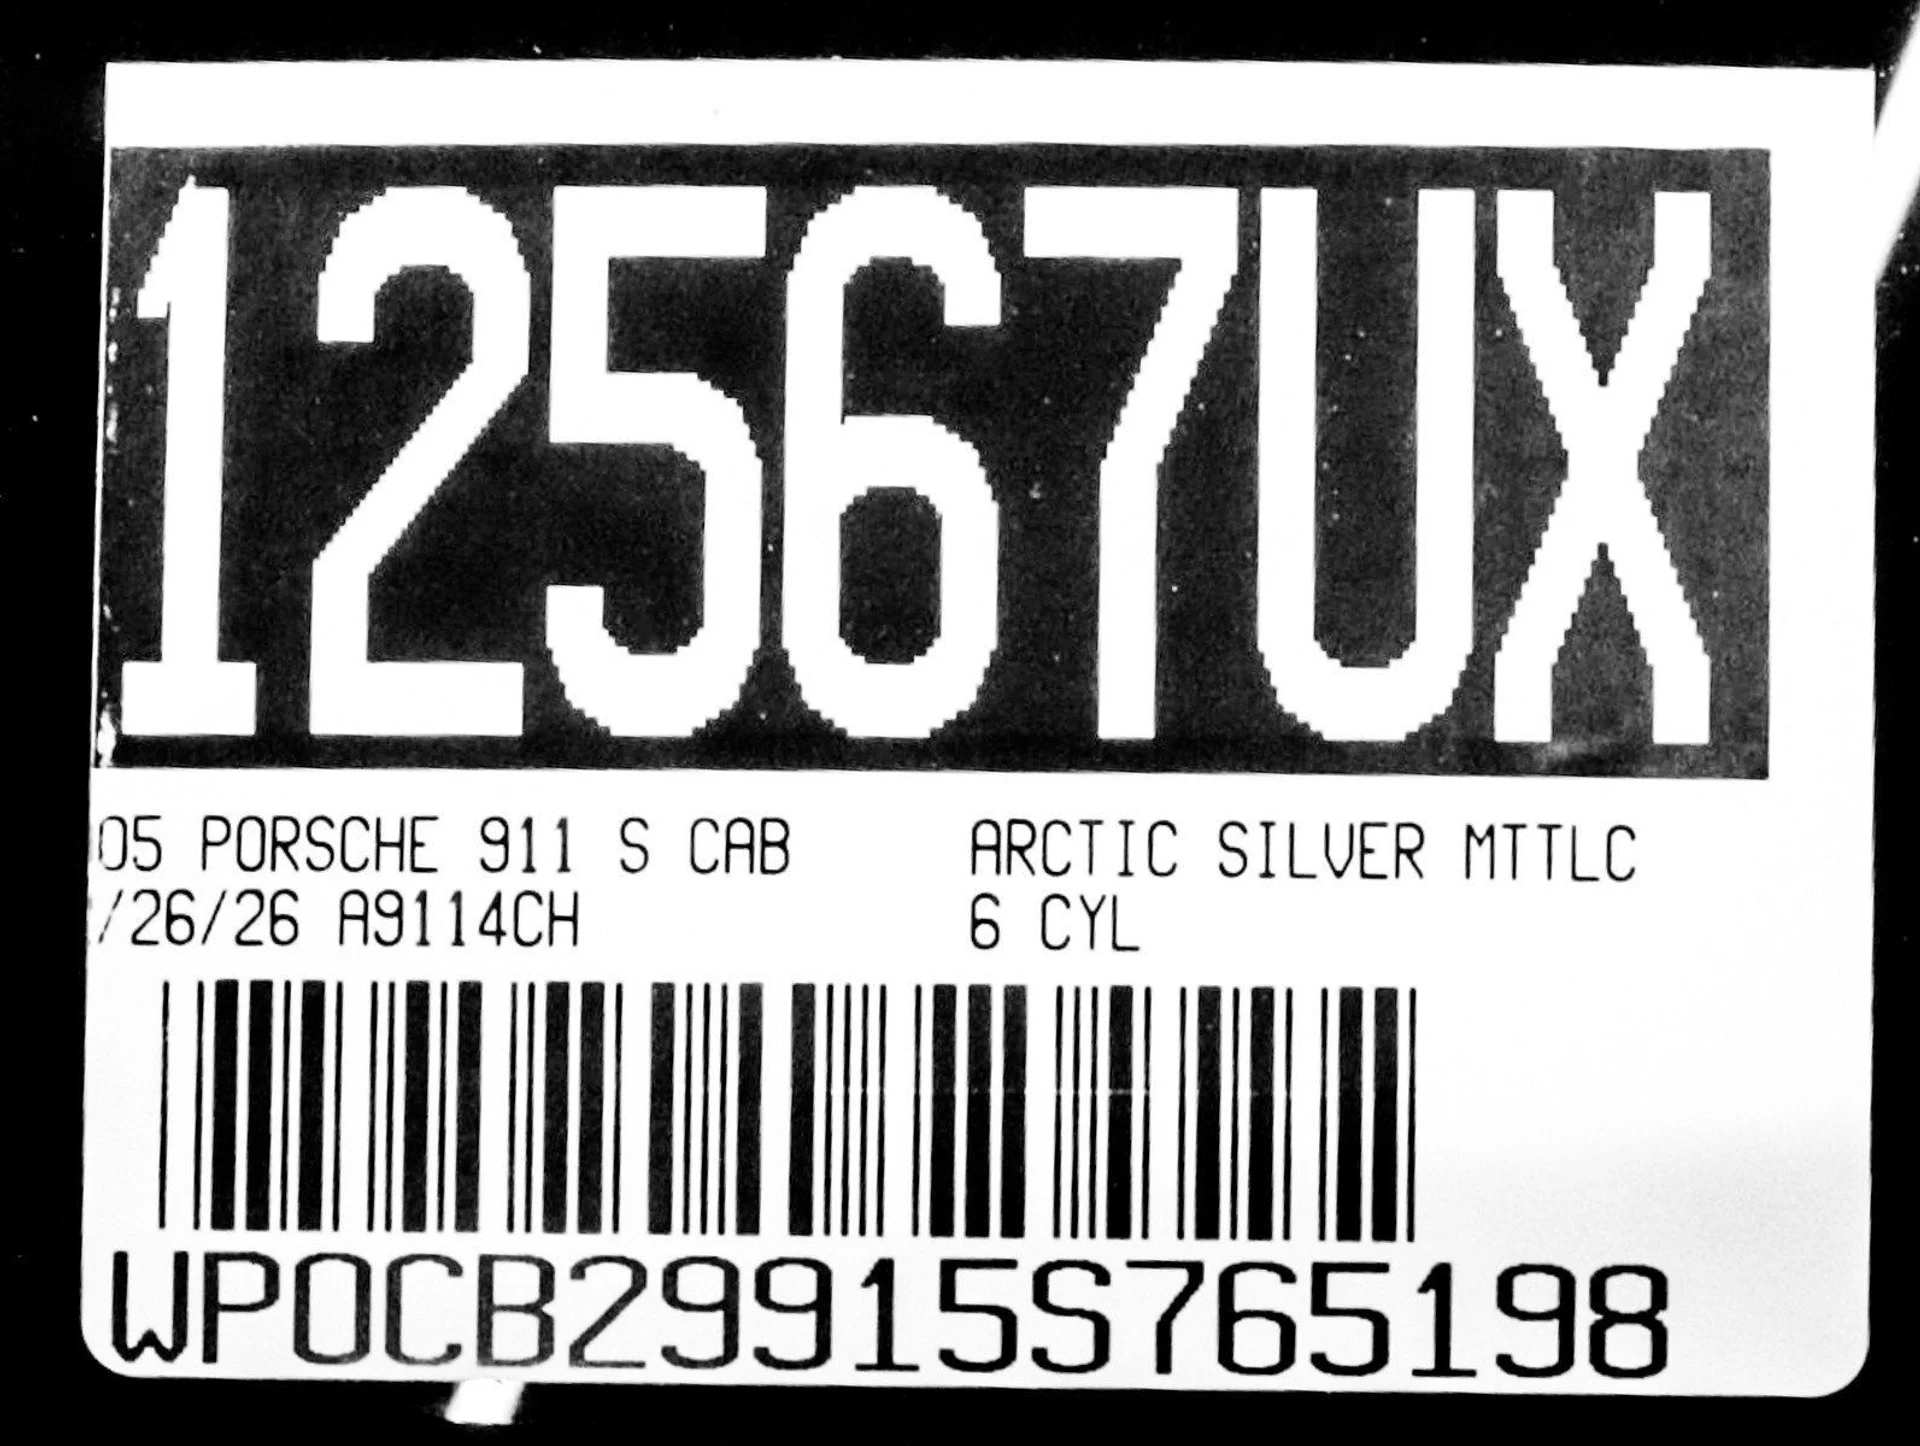 12567UX
05 PORSCHE 911 S CAB ARCTIC SILVER MTTLC
/26/26 A9114CH 6 CYL
WP0CB29915S765198